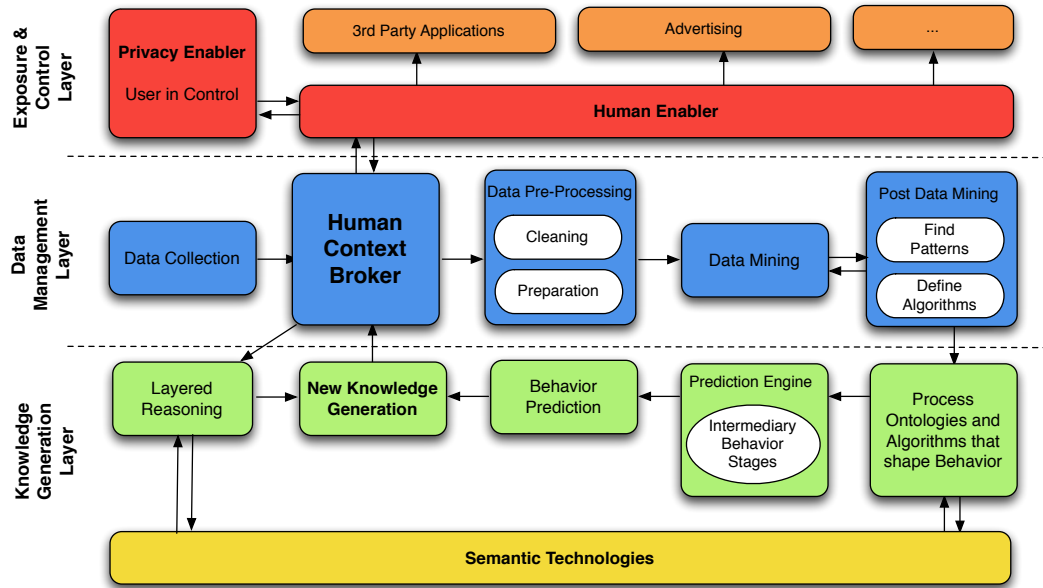 Exposure &
Control
Layer
Privacy Enabler
User in Control
3rd Party Applications
Advertising
...
Human Enabler
Data
Management
Layer
Data Collection
Human
Context
Broker
Data Pre-Processing
Cleaning
Preparation
Data Mining
Post Data Mining
Find
Patterns
Define
Algorithms
Knowledge
Generation
Layer
Layered
Reasoning
New Knowledge
Generation
Behavior
Prediction
Prediction Engine
Intermediary
Behavior
Stages
Process
Ontologies and
Algorithms that
shape Behavior
Semantic Technologies